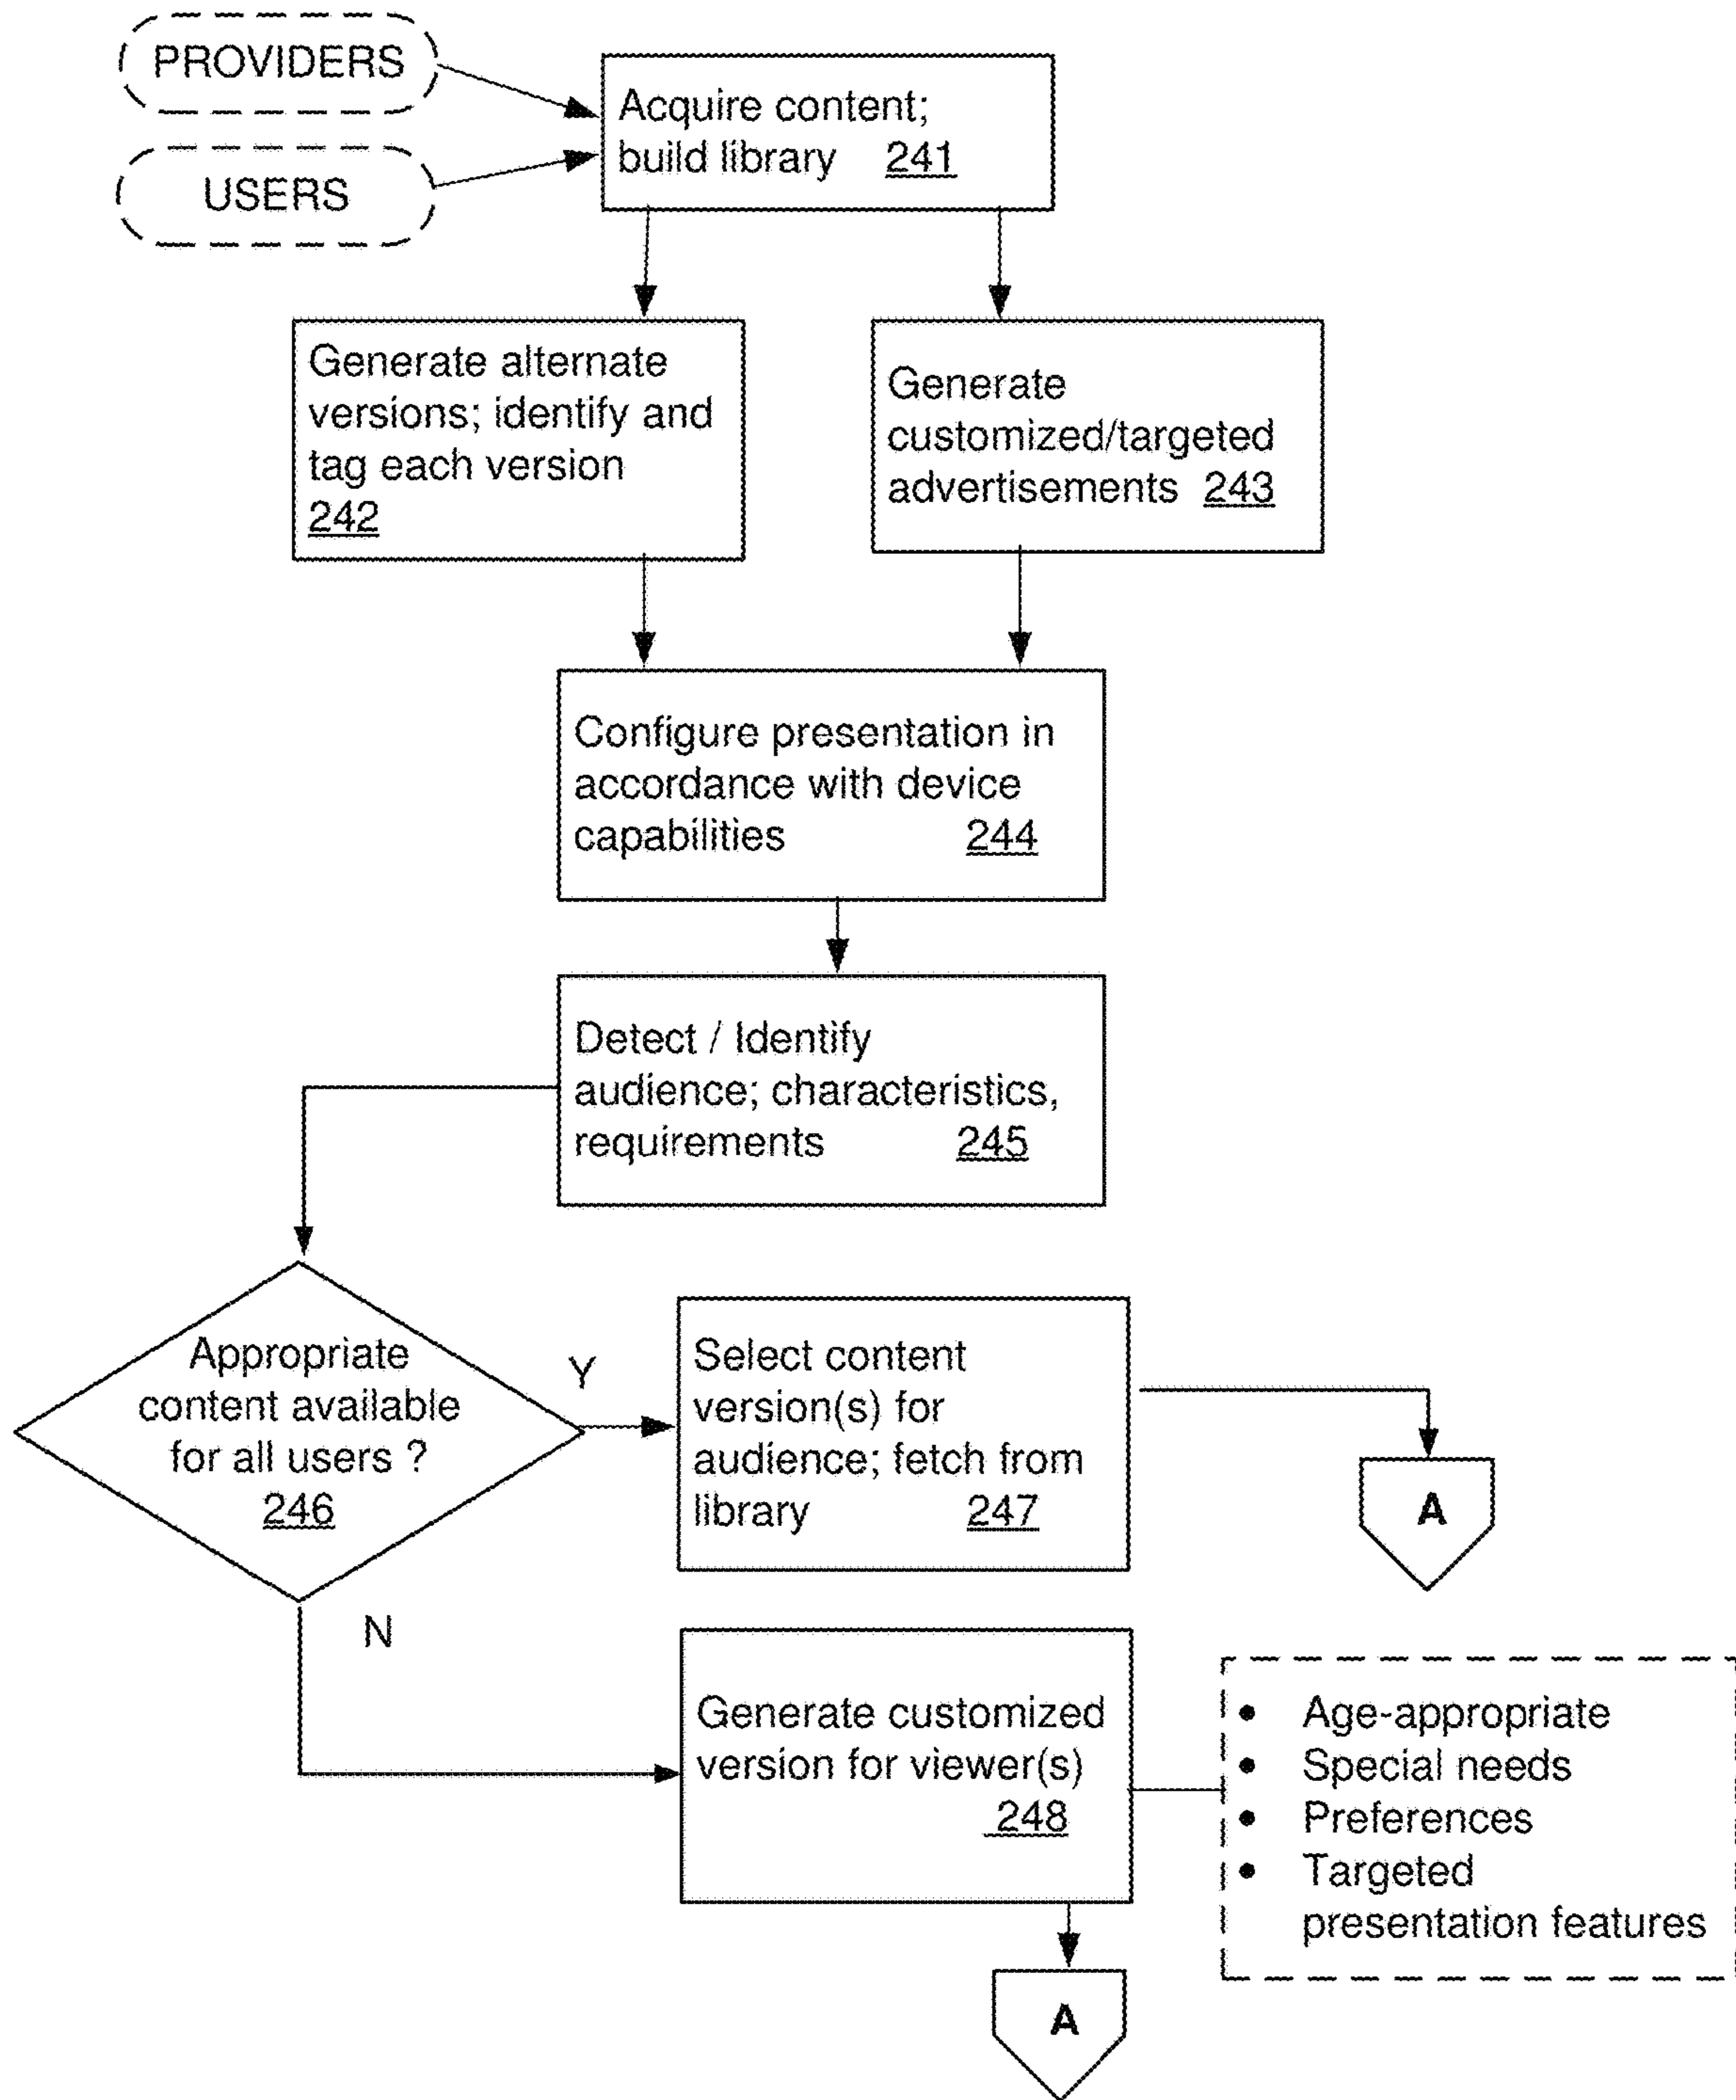 PROVIDERS
USERS
Acquire content;
build library 241
Generate alternate
versions; identify and
tag each version
242
Generate
customized/targeted
advertisements 243
Configure presentation in
accordance with device
capabilities 244
Detect / Identify
audience; characteristics,
requirements 245
Appropriate
content available
for all users ?
246
Y
Select content
version(s) for
audience; fetch from
library 247
A
N
Generate customized
version for viewer(s)
248
• Age-appropriate
• Special needs
• Preferences
• Targeted
presentation features
A